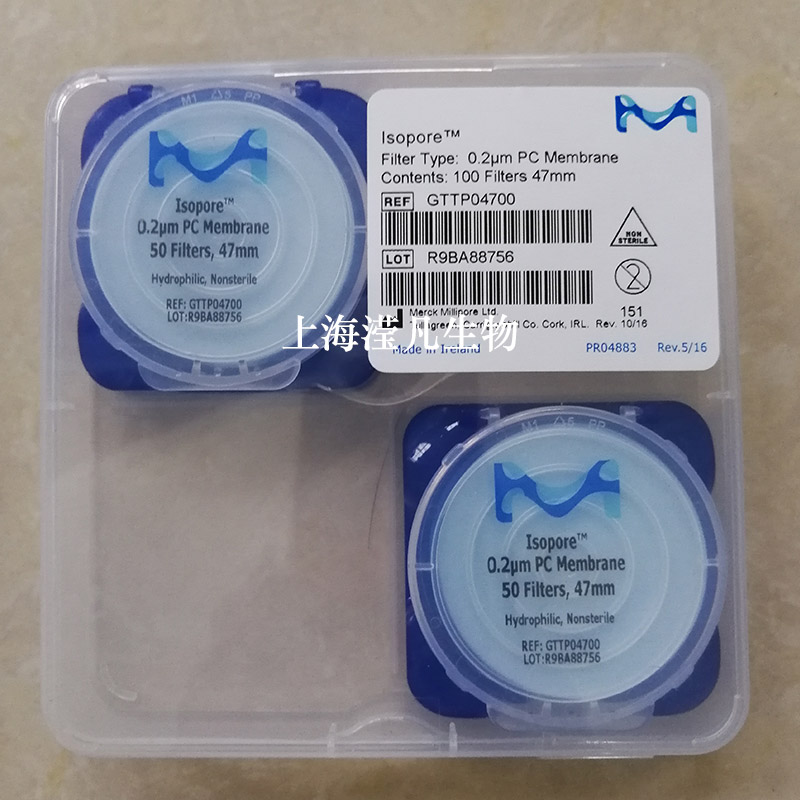 M1 5 PP
Isopore™
0.2µm PC Membrane
50 Filters, 47mm
Hydrophilic, Nonsterile
REF: GTTP04700
LOT:R9BA88756
Isopore™
Filter Type: 0.2µm PC Membrane
Contents: 100 Filters 47mm
REF GTTP04700
LOT R9BA88756
NON
STERILE
2
151
Merck Millipore Ltd.
Co. Cork, IRL. Rev. 10/16
Made in Ireland PR04883 Rev.5/16
上海滢凡生物
M1 5 PP
Isopore™
0.2µm PC Membrane
50 Filters, 47mm
Hydrophilic, Nonsterile
REF: GTTP04700
LOT:R9BA88756